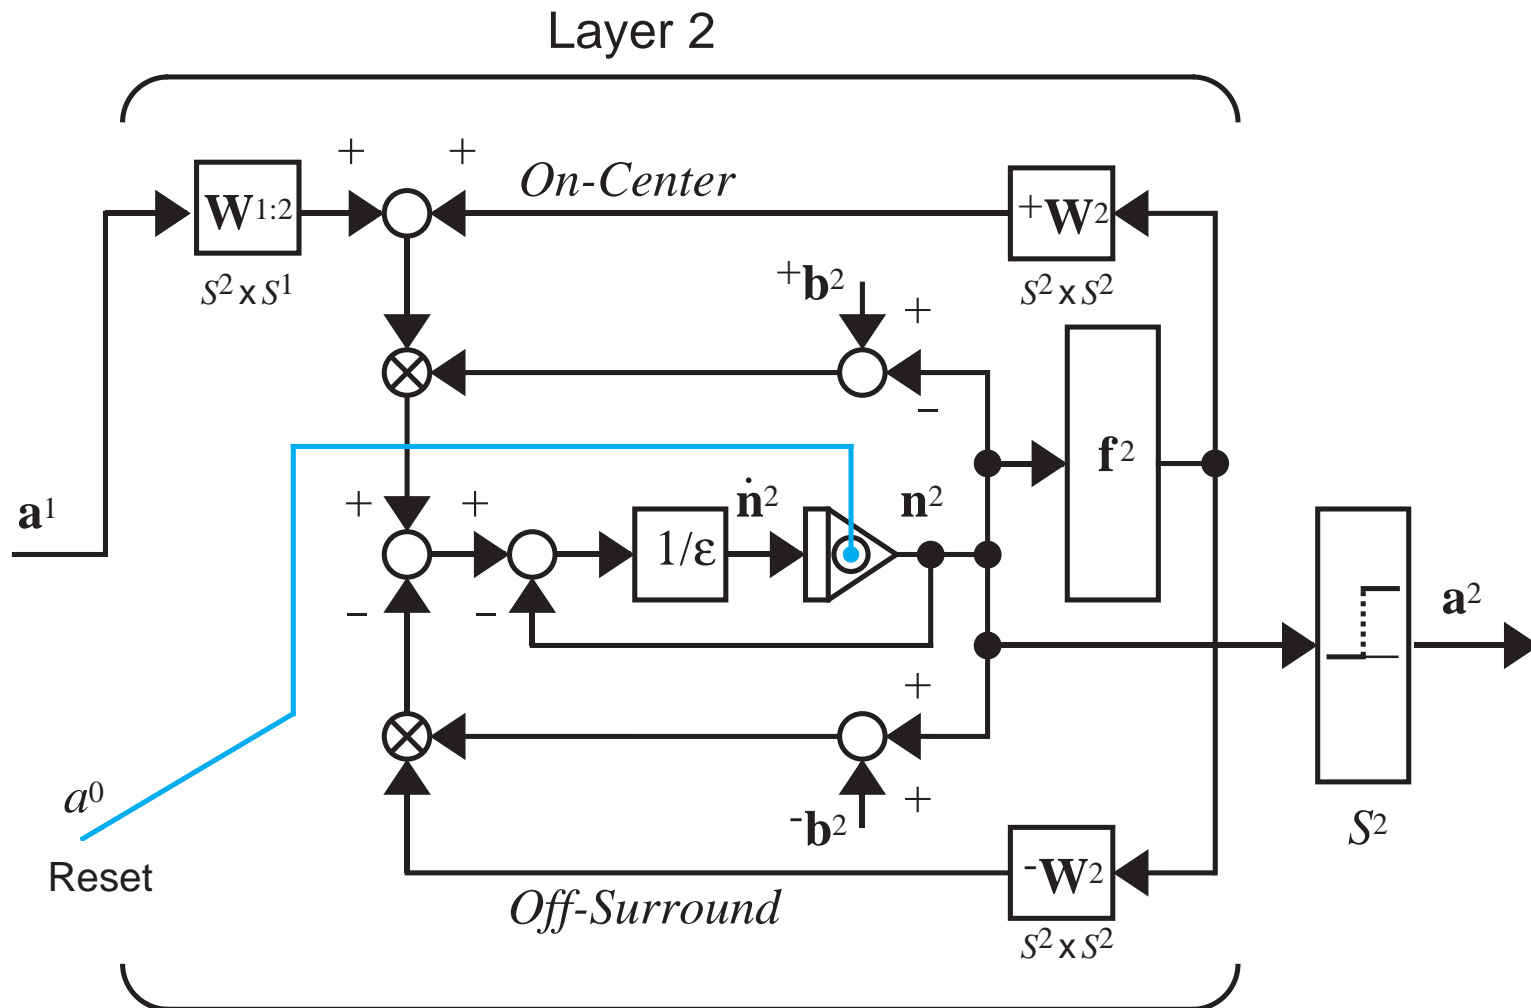 Layer 2
+ +
On-Center
W1:2
+W2
S2 x S1
+b2
S2 x S2
+
−
f2
a1
+ +
ṅ2
n2
1/ε
− −
a2
+
a0
-b2
+
S2
Reset
-W2
Off-Surround
S2 x S2